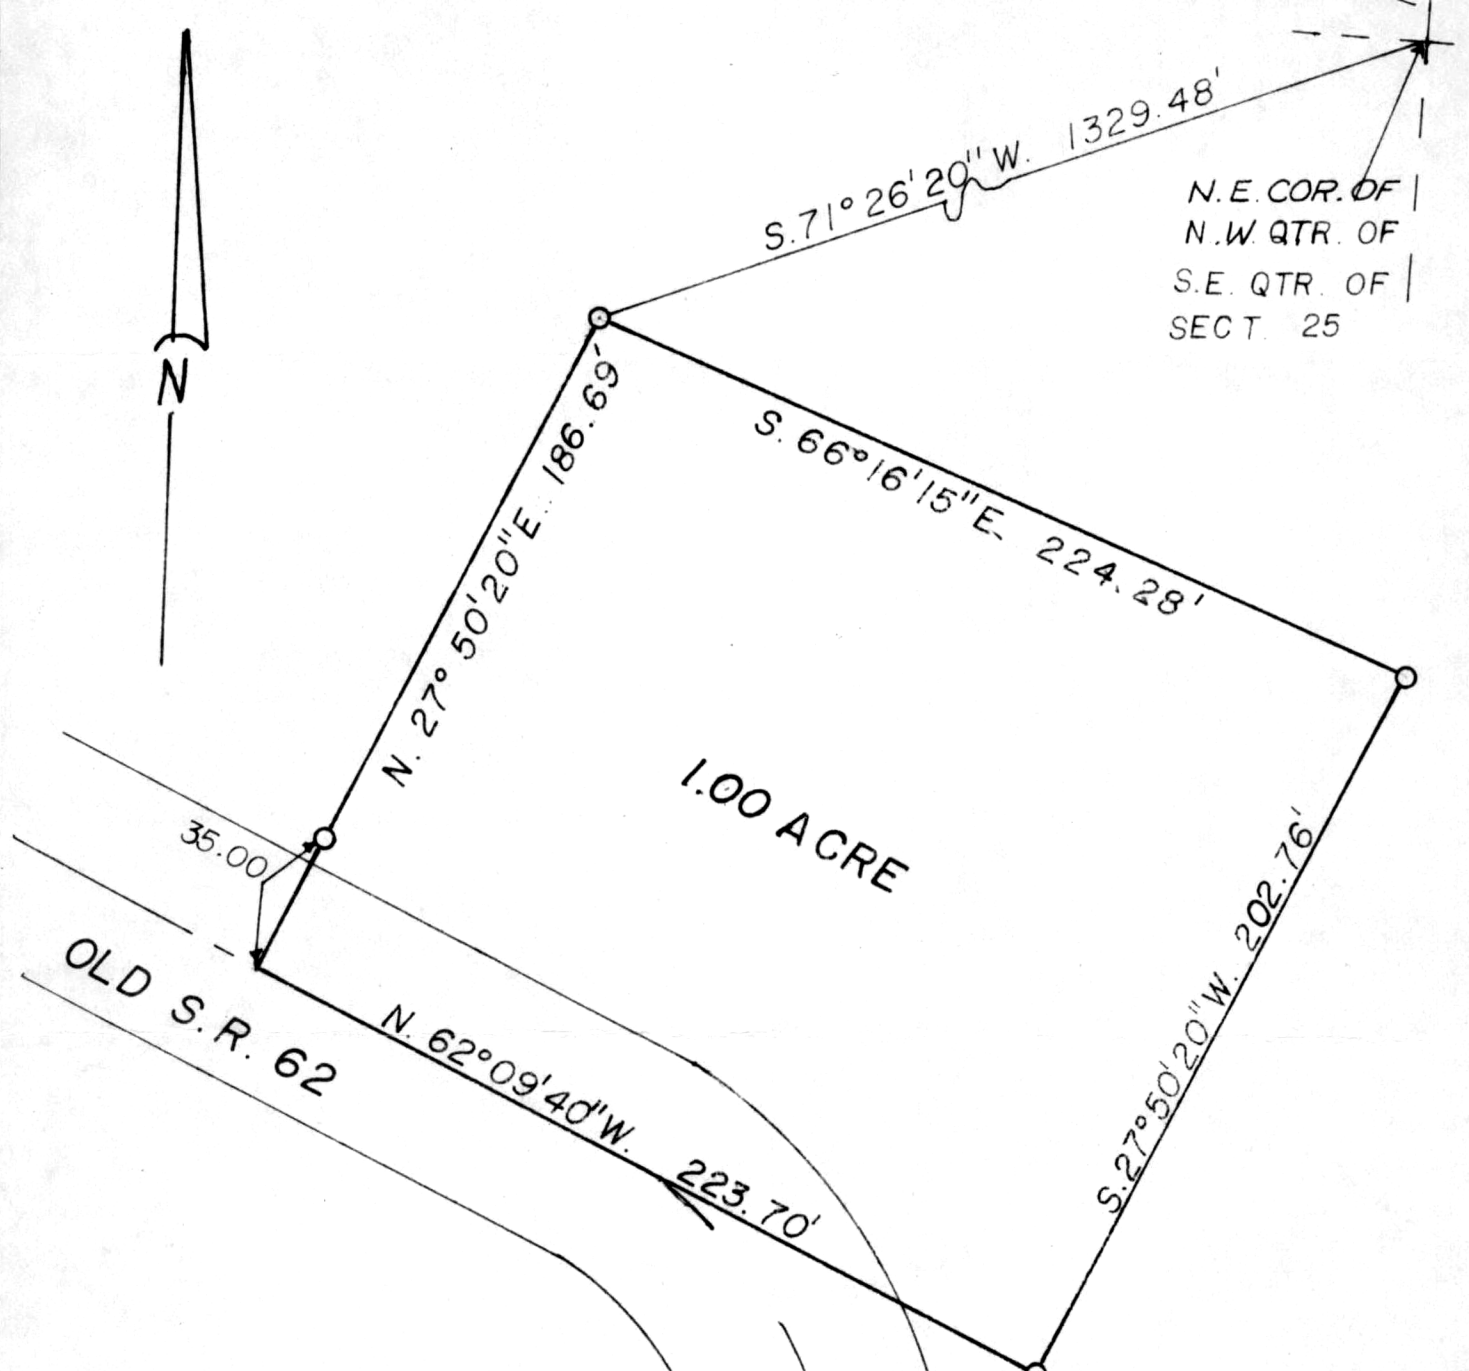 S. 71° 26' 20" W. 1329.48'
N.E. COR. OF
N.W. QTR. OF
S.E. QTR. OF
SECT. 25
N
N. 27° 50' 20" E. 186.69'
S. 66° 16' 15" E. 224.28'
1.00 ACRE
35.00
S. 27° 50' 20" W. 202.76'
OLD S.R. 62
N. 62° 09' 40" W. 223.70'